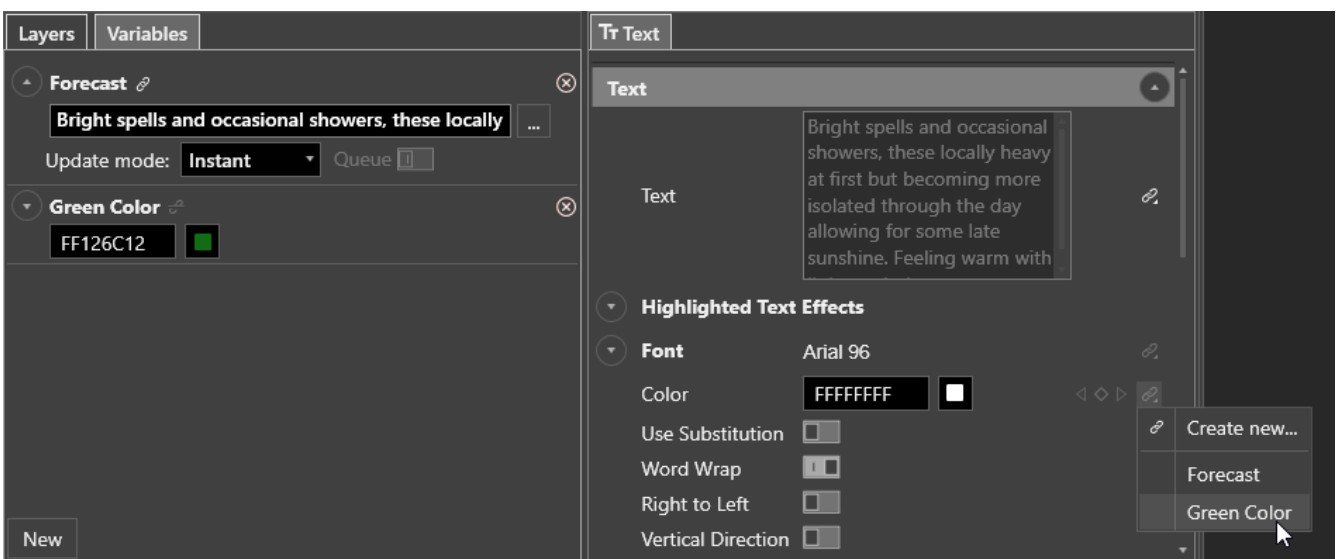 Layers Variables
Forecast
Bright spells and occasional showers, these locally ...
Update mode: Instant Queue
Green Color
FF126C12
New
Text
Text
Text
Bright spells and occasional
showers, these locally heavy
at first but becoming more
isolated through the day
allowing for some late
sunshine. Feeling warm with
Highlighted Text Effects
Font Arial 96
Color FFFFFFFF
Use Substitution
Word Wrap
Right to Left
Vertical Direction
Create new...
Forecast
Green Color